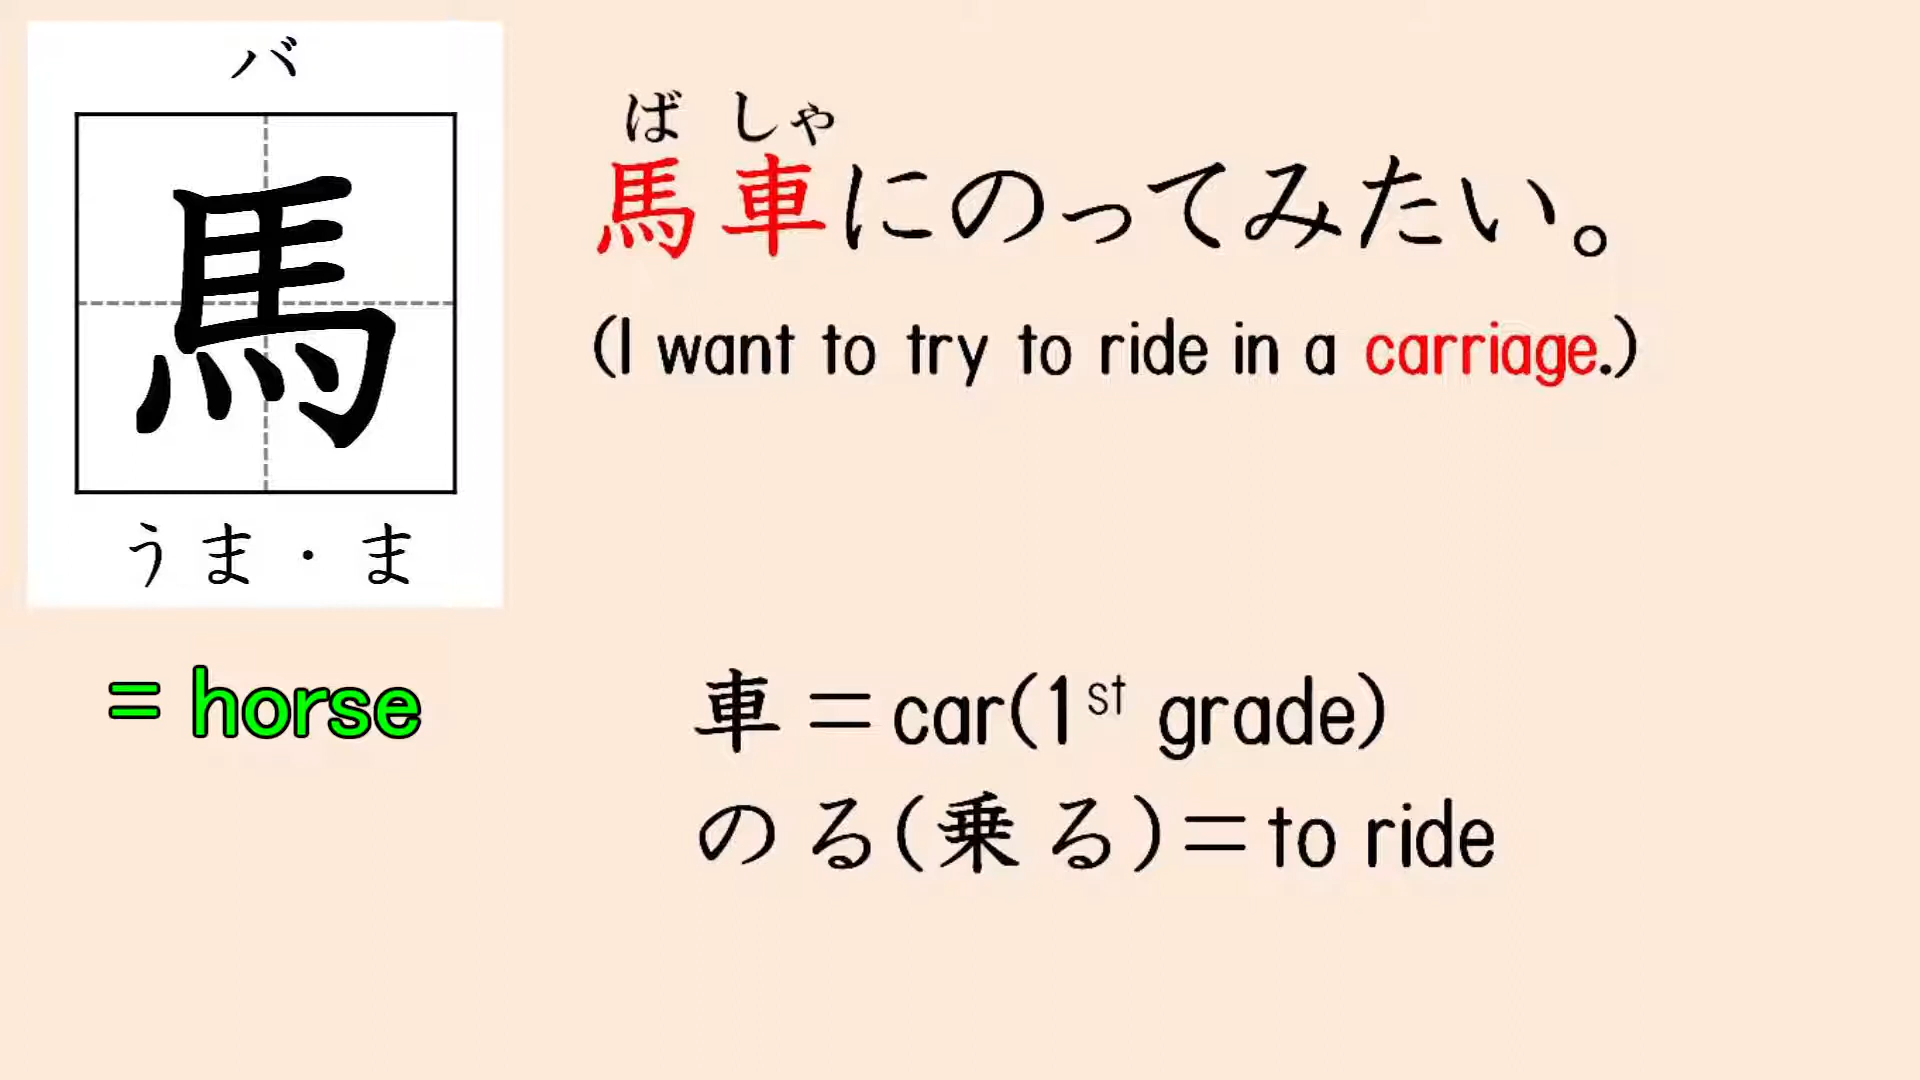 バ
馬
うま・ま
= horse
ばしゃ
馬車にのってみたい。
(I want to try to ride in a carriage.)
車＝car(1st grade)
のる(乗る)＝to ride